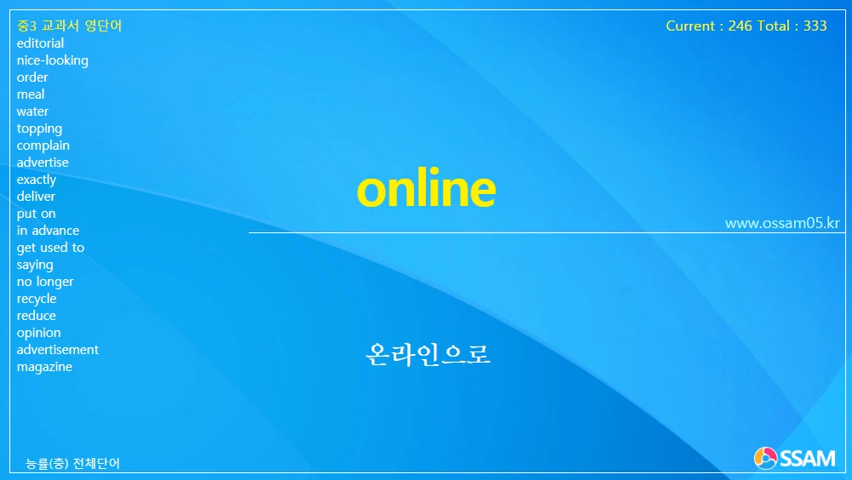 중3 교과서 영단어
editorial
nice-looking
order
meal
water
topping
complain
advertise
exactly
deliver
put on
in advance
get used to
saying
no longer
recycle
reduce
opinion
advertisement
magazine
Current : 246 Total : 333
online
www.ossam05.kr
온라인으로
능률(중) 전체단어
OSSAM